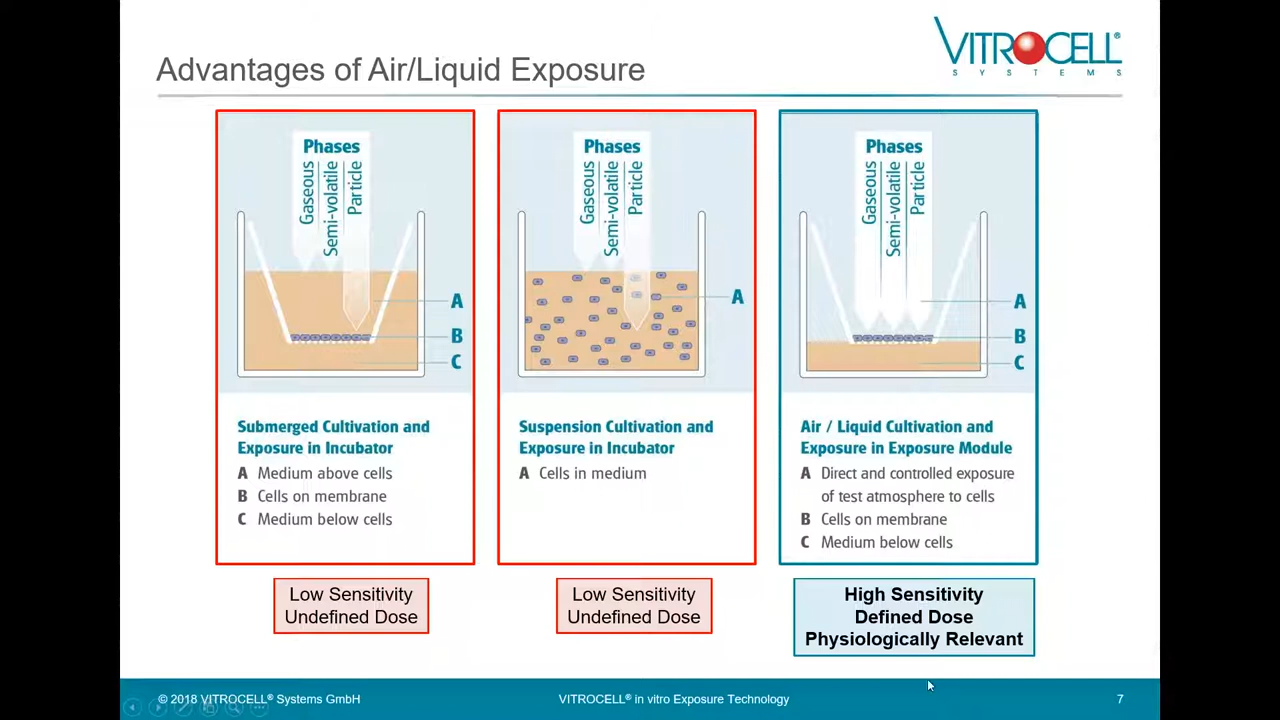 VITROCELL®
SYSTEMS
Advantages of Air/Liquid Exposure
Phases
Gaseous
Semi-volatile
Particle
A
B
C
Submerged Cultivation and
Exposure in Incubator
A Medium above cells
B Cells on membrane
C Medium below cells
Low Sensitivity
Undefined Dose
Phases
Gaseous
Semi-volatile
Particle
A
Suspension Cultivation and
Exposure in Incubator
A Cells in medium
Low Sensitivity
Undefined Dose
Phases
Gaseous
Semi-volatile
Particle
A
B
C
Air / Liquid Cultivation and
Exposure in Exposure Module
A Direct and controlled exposure
of test atmosphere to cells
B Cells on membrane
C Medium below cells
High Sensitivity
Defined Dose
Physiologically Relevant
© 2018 VITROCELL® Systems GmbH
VITROCELL® in vitro Exposure Technology
7